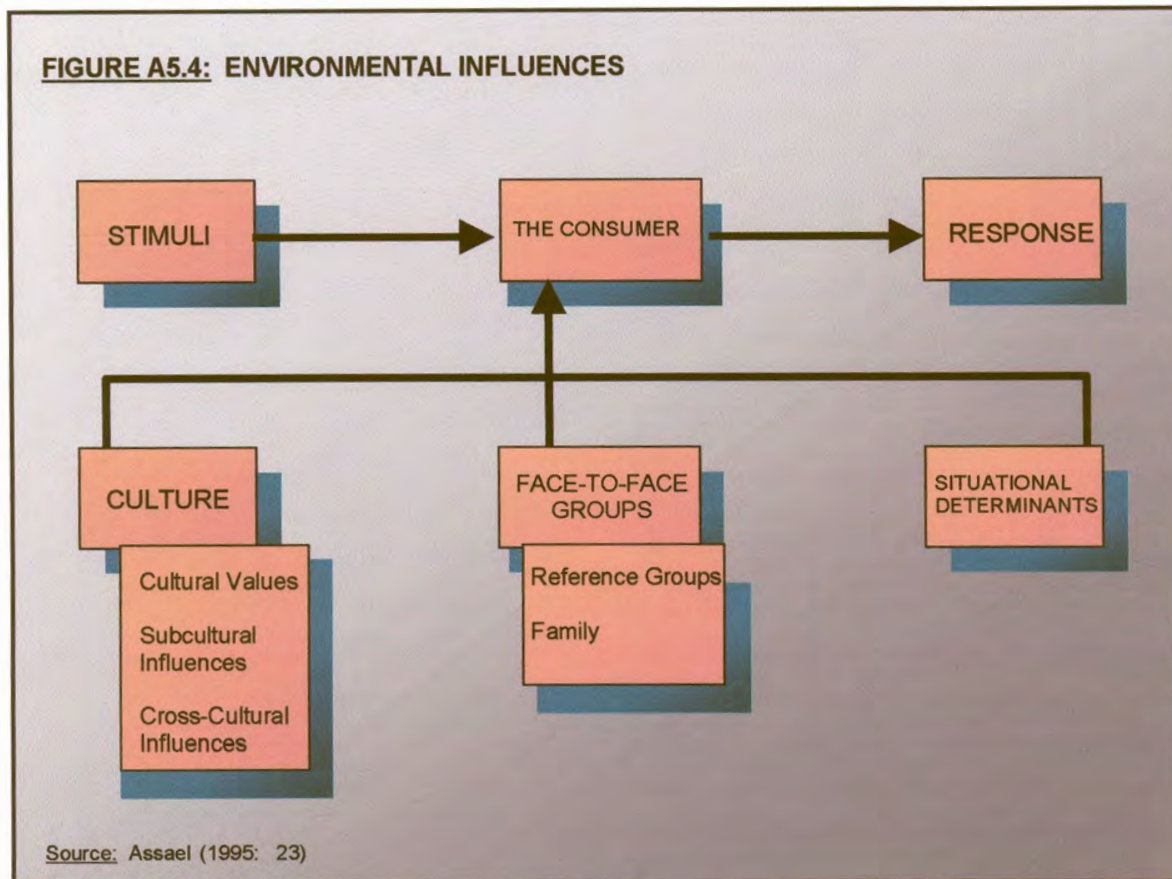 FIGURE A5.4: ENVIRONMENTAL INFLUENCES
STIMULI
THE CONSUMER
RESPONSE
CULTURE
Cultural Values
Subcultural
Influences
Cross-Cultural
Influences
FACE-TO-FACE
GROUPS
Reference Groups
Family
SITUATIONAL
DETERMINANTS
Source: Assael (1995: 23)